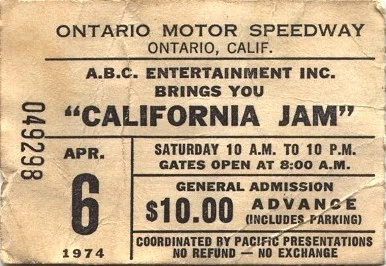 ONTARIO MOTOR SPEEDWAY
ONTARIO, CALIF.
A.B.C. ENTERTAINMENT INC.
BRINGS YOU
"CALIFORNIA JAM"
049298
APR.
6
1974
SATURDAY 10 A.M. TO 10 P.M.
GATES OPEN AT 8:00 A.M.
GENERAL ADMISSION
$10.00 ADVANCE
(INCLUDES PARKING)
COORDINATED BY PACIFIC PRESENTATIONS
NO REFUND — NO EXCHANGE